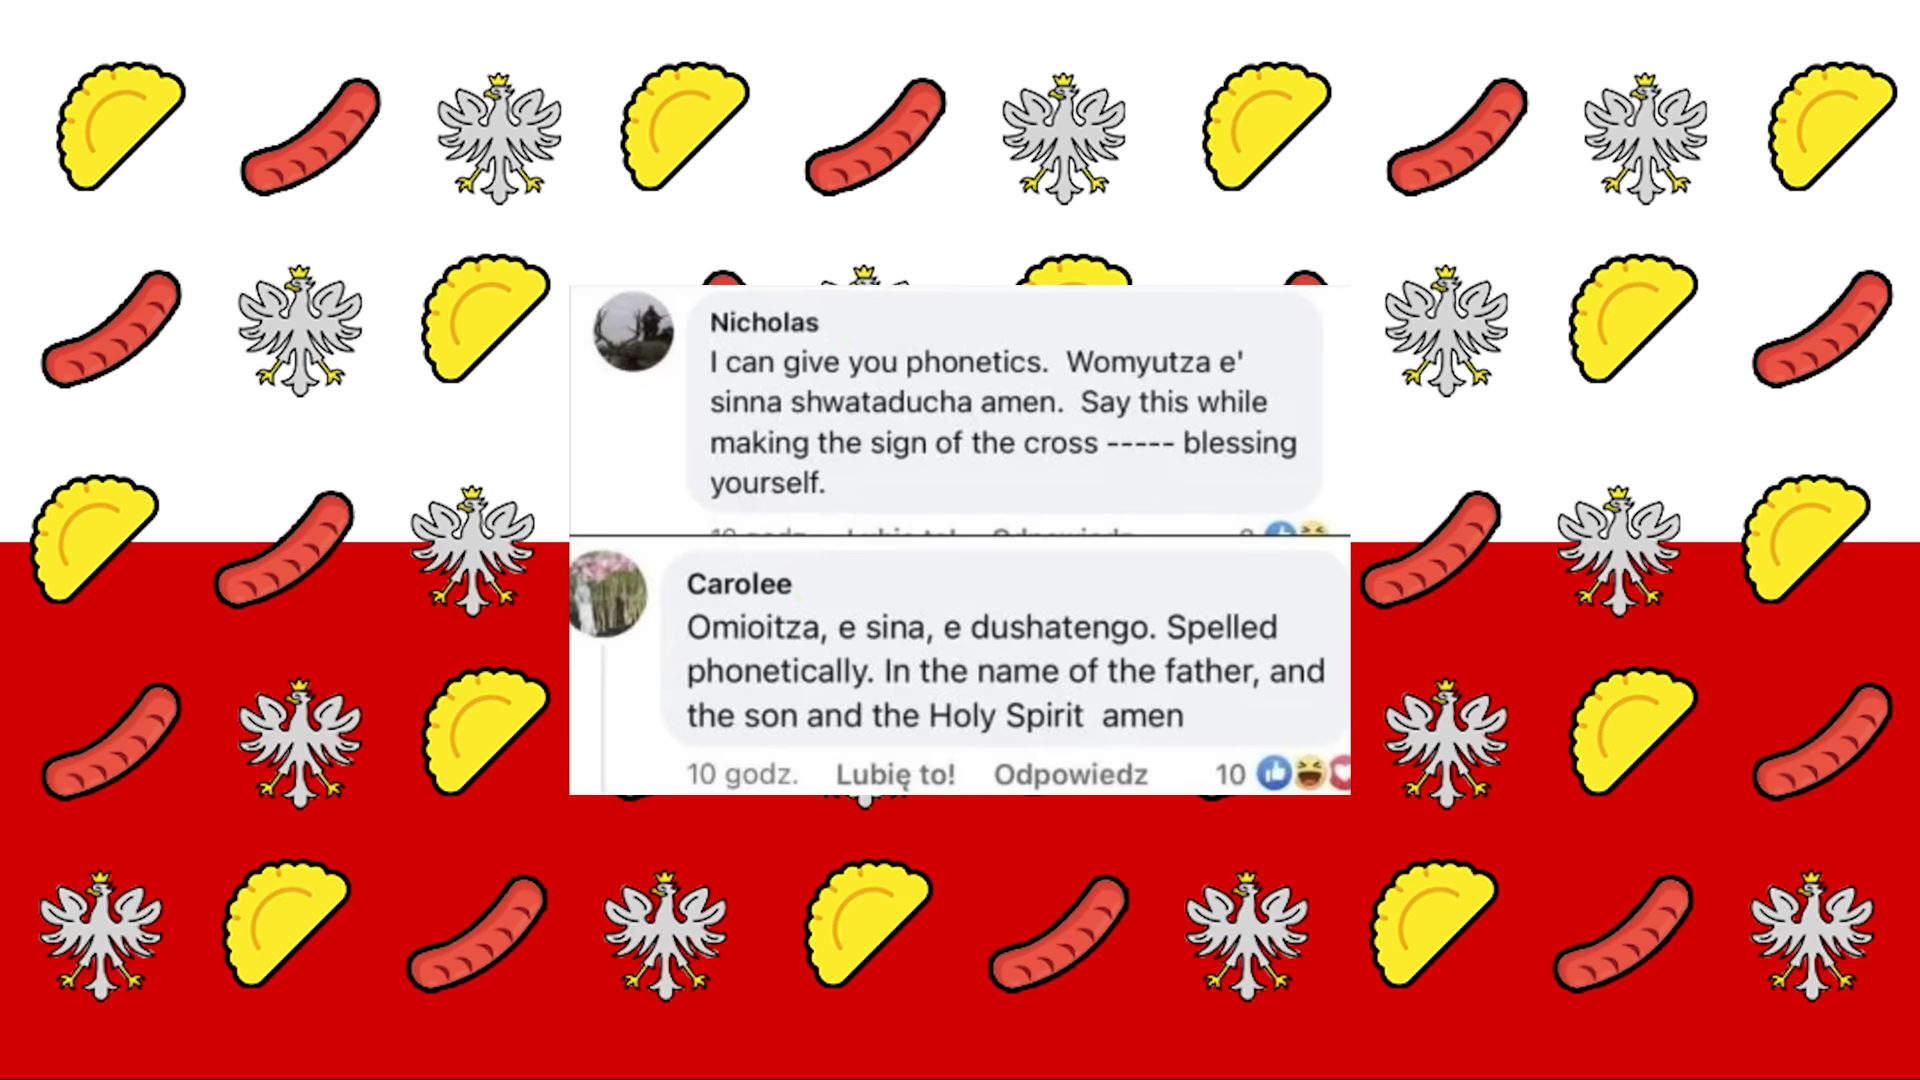 Nicholas
I can give you phonetics.  Womyutza e'
sinna shwataducha amen.  Say this while
making the sign of the cross ----- blessing
yourself.
Carolee
Omioitza, e sina, e dushatengo. Spelled
phonetically. In the name of the father, and
the son and the Holy Spirit  amen
10 godz. Lubię to! Odpowiedz 10